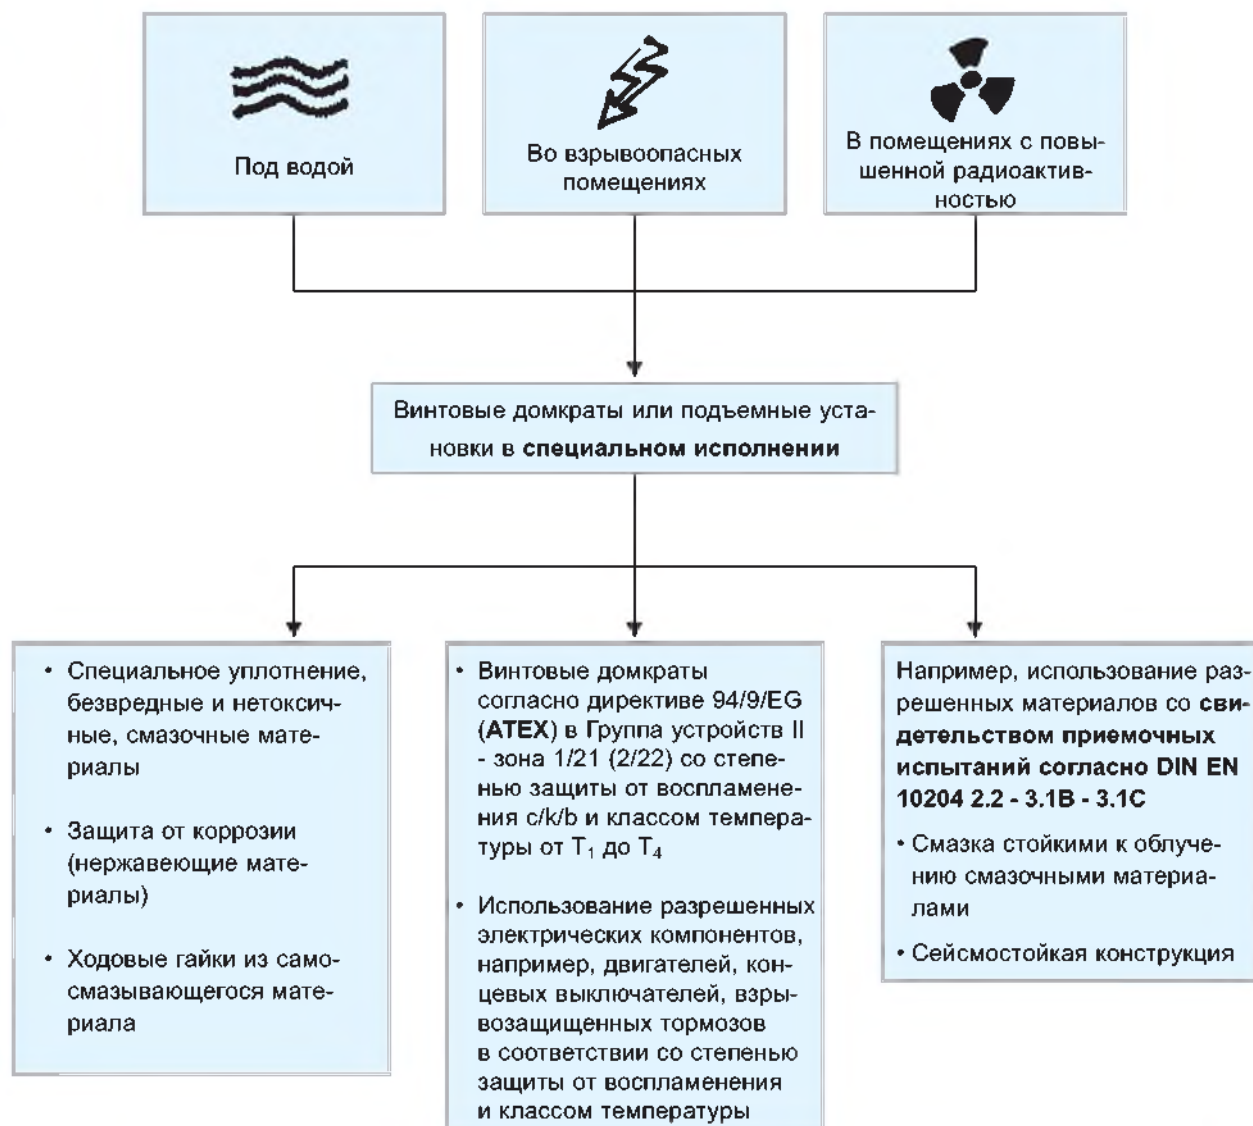 Под водой
Во взрывоопасных
помещениях
В помещениях с повы-
шенной радиоактив-
ностью
Винтовые домкраты или подъемные уста-
новки в специальном исполнении
• Специальное уплотнение,
безвредные и нетоксич-
ные, смазочные мате-
риалы
• Защита от коррозии
(нержавеющие мате-
риалы)
• Ходовые гайки из само-
смазывающегося мате-
риала
• Винтовые домкраты
согласно директиве 94/9/EG
(ATEX) в Группа устройств II
- зона 1/21 (2/22) со степе-
нью защиты от воспламене-
ния c/k/b и классом темпера-
туры от T₁ до T₄
• Использование разрешенных
электрических компонентов,
например, двигателей, кон-
цевых выключателей, взры-
возащищенных тормозов
в соответствии со степенью
защиты от воспламенения
и классом температуры
Например, использование раз-
решенных материалов со сви-
детельством приемочных
испытаний согласно DIN EN
10204 2.2 - 3.1B - 3.1C
• Смазка стойкими к облуче-
нию смазочными материа-
лами
• Сейсмостойкая конструкция